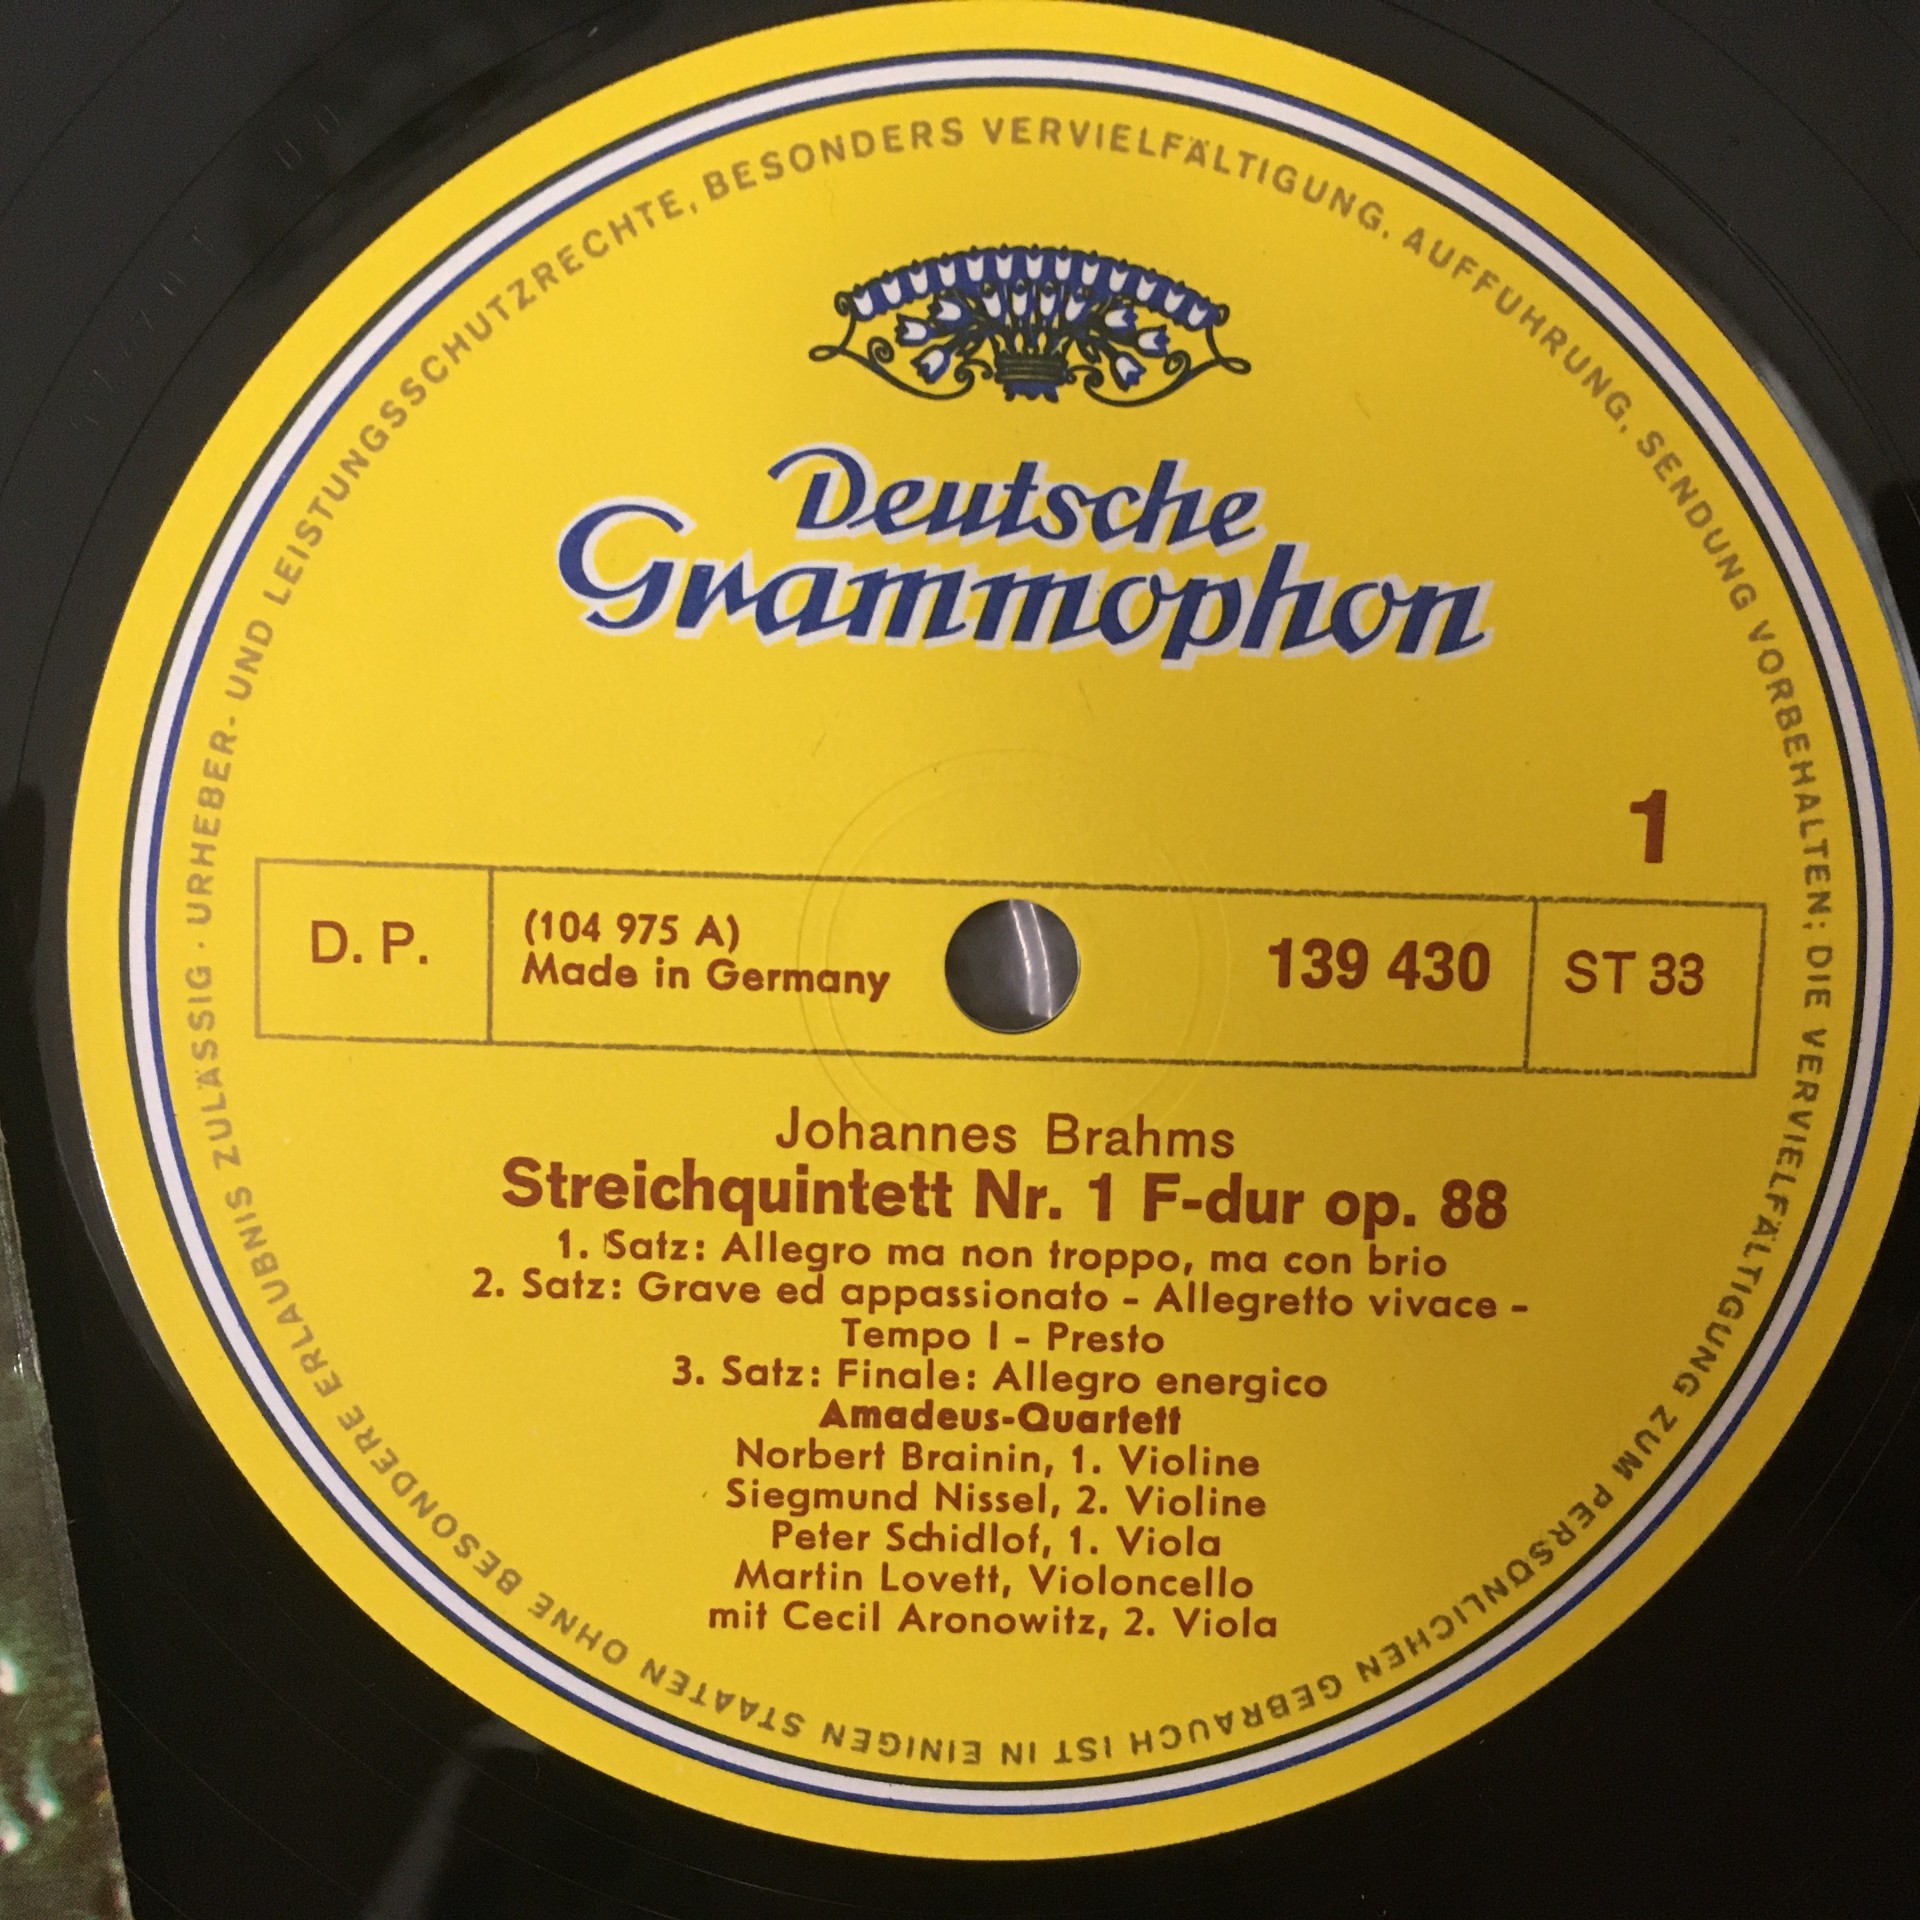 URHEBER- UND LEISTUNGSSCHUTZRECHTE, BESONDERS VERVIELFÄLTIGUNG, AUFFÜHRUNG, SENDUNG VORBEHALTEN; DIE VERVIELFÄLTIGUNG ZUM PERSÖNLICHEN GEBRAUCH IST IN EINIGEN STAATEN OHNE BESONDERE ERLAUBNIS ZULÄSSIG ·
Deutsche
Grammophon
1
D. P.
(104 975 A)
Made in Germany
139 430
ST 33
Johannes Brahms
Streichquintett Nr. 1 F-dur op. 88
1. Satz: Allegro ma non troppo, ma con brio
2. Satz: Grave ed appassionato - Allegretto vivace -
Tempo I - Presto
3. Satz: Finale: Allegro energico
Amadeus-Quartett
Norbert Brainin, 1. Violine
Siegmund Nissel, 2. Violine
Peter Schidlof, 1. Viola
Martin Lovett, Violoncello
mit Cecil Aronowitz, 2. Viola